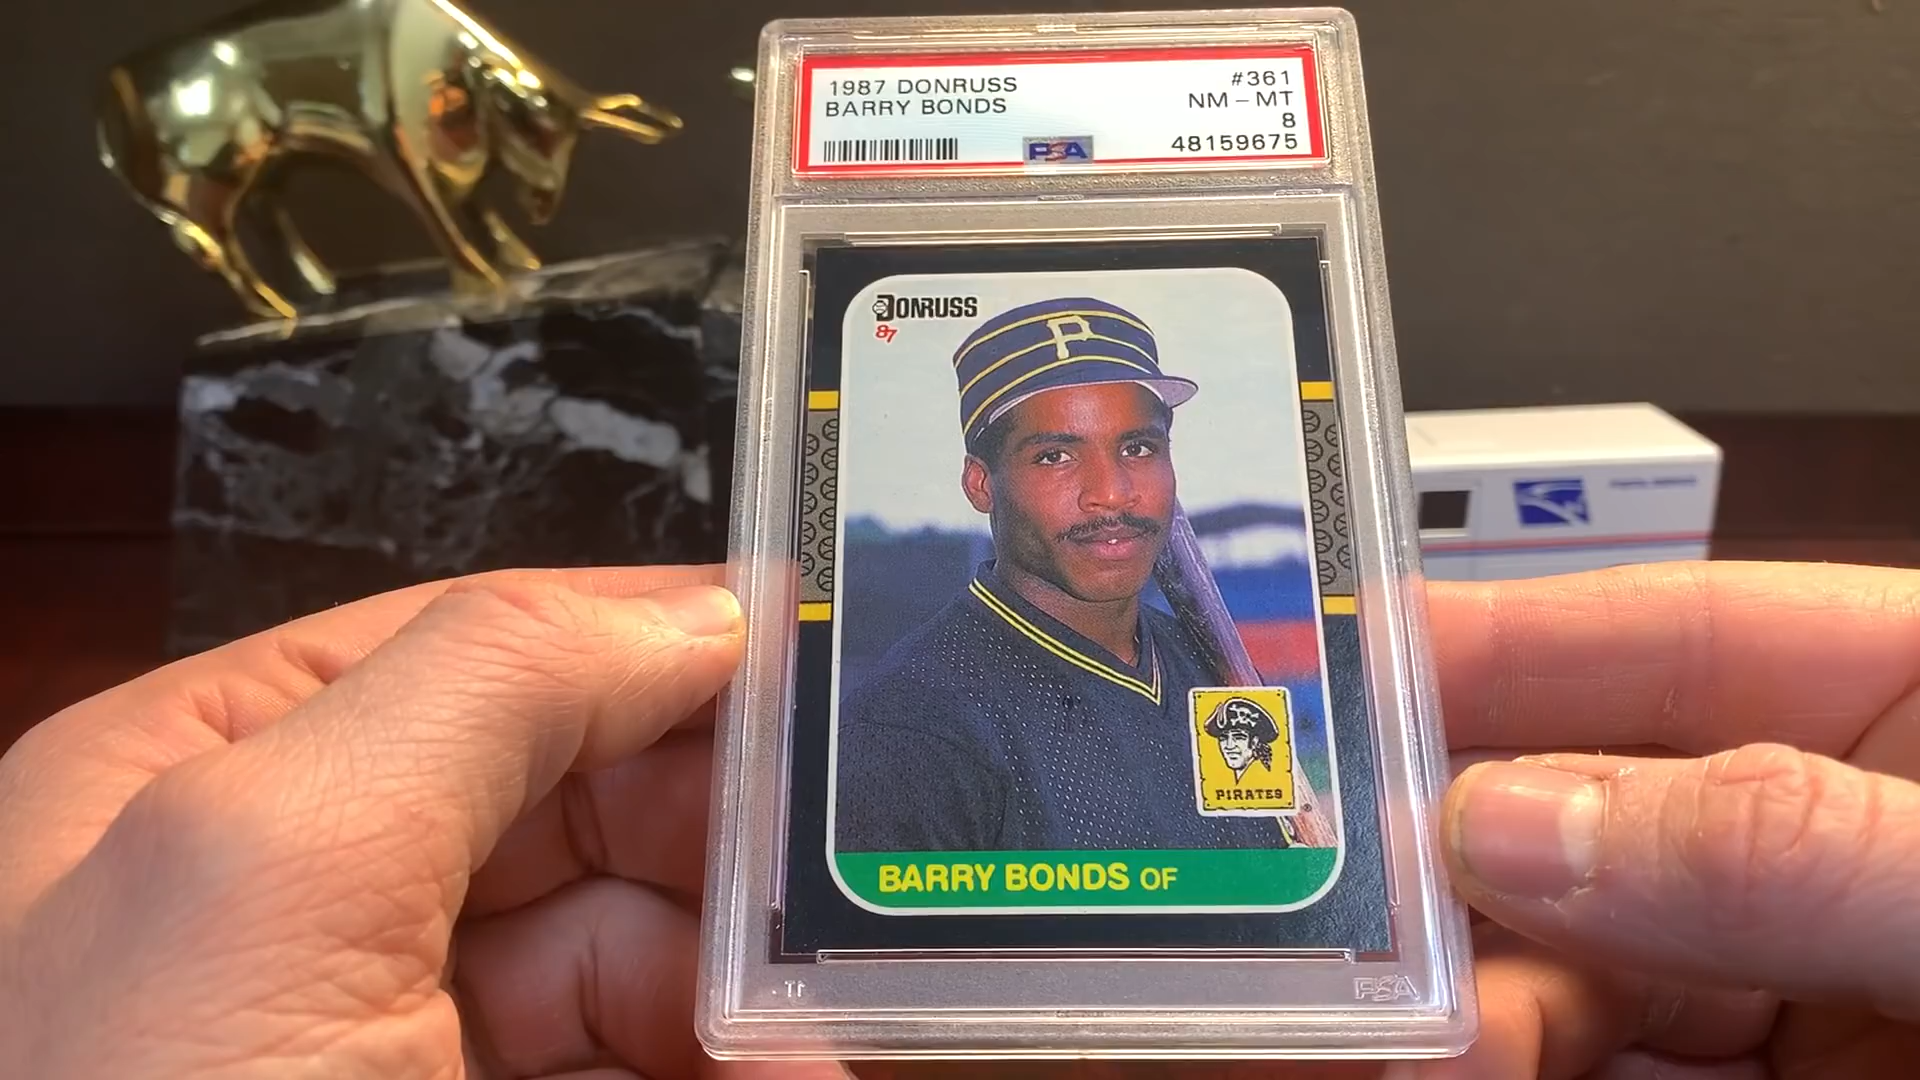 1987 DONRUSS
BARRY BONDS
#361
NM – MT
8
48159675
PSA
DONRUSS
87
P
PIRATES
BARRY BONDS OF
PSA